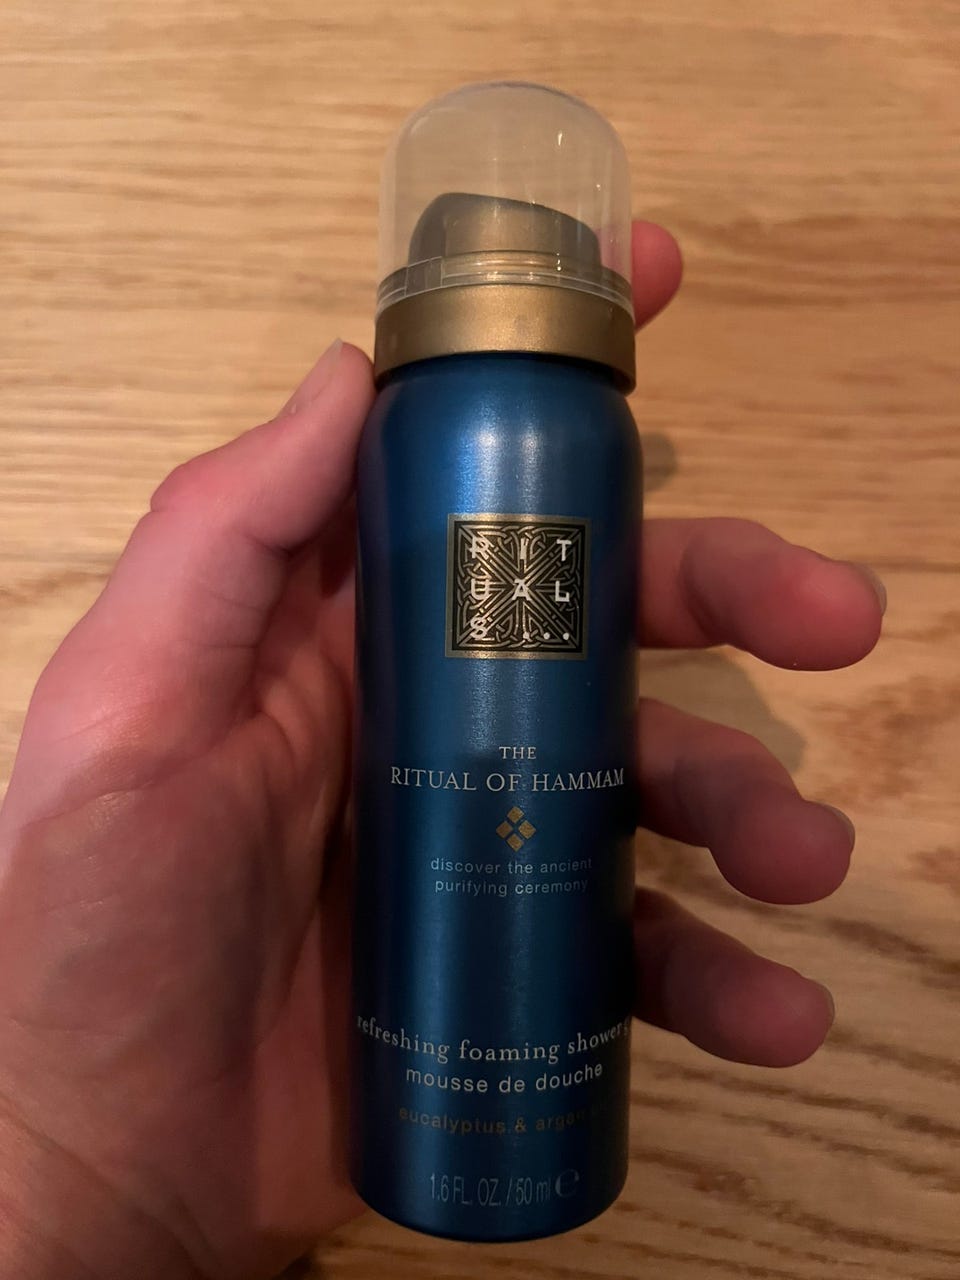 RIT
UAL
S...
THE
RITUAL OF HAMMAM
discover the ancient
purifying ceremony
refreshing foaming shower
mousse de douche
eucalyptus & argan
1.6 FL. OZ. / 50 ml ℮